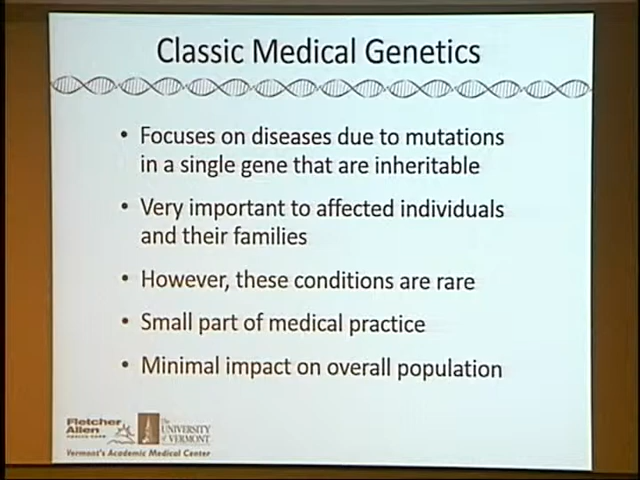 Classic Medical Genetics
• Focuses on diseases due to mutations
in a single gene that are inheritable
• Very important to affected individuals
and their families
• However, these conditions are rare
• Small part of medical practice
• Minimal impact on overall population
Fletcher
Allen
HEALTH CARE
The
UNIVERSITY
of VERMONT
Vermont's Academic Medical Center